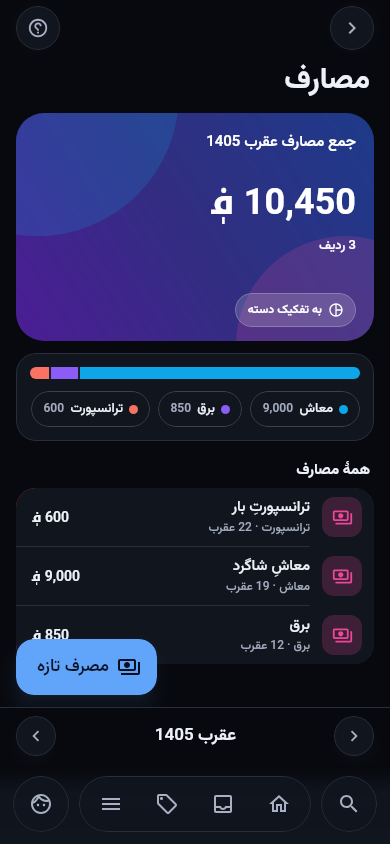 مصارف
جمع مصارف عقرب 1405
10,450 ؋
3 ردیف
به تفکیک دسته
معاش 9,000
برق 850
ترانسپورت 600
همهٔ مصارف
ترانسپورتِ بار
600 ؋
ترانسپورت · 22 عقرب
معاشِ شاگرد
9,000 ؋
معاش · 19 عقرب
برق
850 ؋
برق · 12 عقرب
مصرف تازه
عقرب 1405